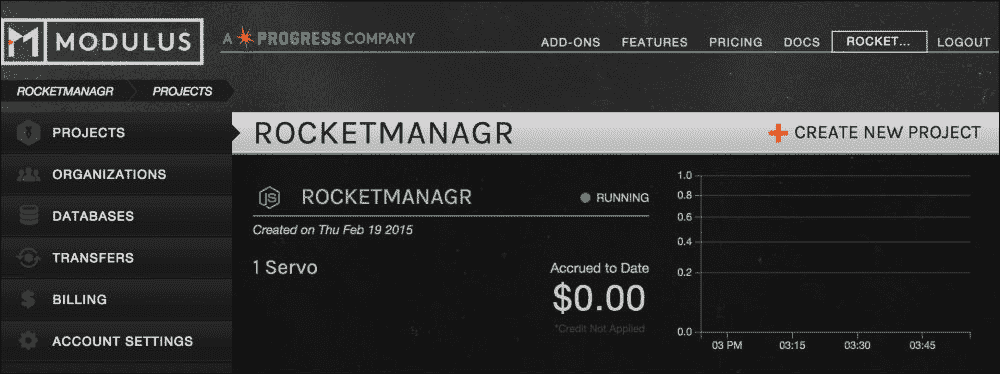 MODULUS
A PROGRESS COMPANY
ADD-ONS FEATURES PRICING DOCS ROCKET... LOGOUT
ROCKETMANAGR PROJECTS
PROJECTS
ORGANIZATIONS
DATABASES
TRANSFERS
BILLING
ACCOUNT SETTINGS
ROCKETMANAGR
CREATE NEW PROJECT
JS ROCKETMANAGR
RUNNING
Created on Thu Feb 19 2015
1 Servo
Accrued to Date
$0.00
*Credit Not Applied
1.0
0.8
0.6
0.4
0.2
0.0
03 PM 03:15 03:30 03:45